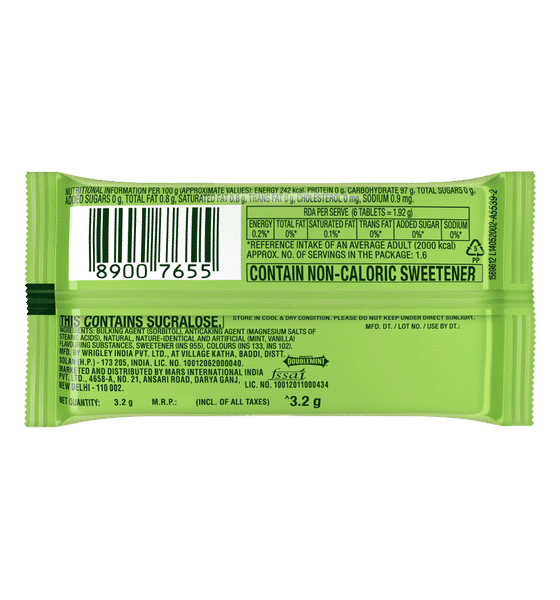 NUTRITIONAL INFORMATION PER 100 g (APPROXIMATE VALUES): ENERGY 242 kcal, PROTEIN 0 g, CARBOHYDRATE 97 g, TOTAL SUGARS 0 g,
ADDED SUGARS 0 g, TOTAL FAT 0.8 g, SATURATED FAT 0.8 g, TRANS FAT 0 g, CHOLESTEROL 0 mg, SODIUM 0.9 mg.
8900 7655
RDA PER SERVE (6 TABLETS = 1.92 g)
ENERGY TOTAL FAT SATURATED FAT TRANS FAT ADDED SUGAR SODIUM
0.2%* 0%* 0.1%* 0%* 0%* 0%*
*REFERENCE INTAKE OF AN AVERAGE ADULT (2000 kcal)
APPROX. NO. OF SERVINGS IN THE PACKAGE: 1.6
CONTAIN NON-CALORIC SWEETENER
5
PP
1559612 L14052002-A5539-2
THIS CONTAINS SUCRALOSE.
INGREDIENTS: BULKING AGENT (SORBITOL), ANTICAKING AGENT (MAGNESIUM SALTS OF
STEARIC ACIDS), NATURAL, NATURE-IDENTICAL AND ARTIFICIAL (MINT, VANILLA)
FLAVOURING SUBSTANCES, SWEETENER (INS 955), COLOURS (INS 133, INS 102).
MFD. BY WRIGLEY INDIA PVT. LTD., AT VILLAGE KATHA, BADDI, DISTT.
SOLAN (H.P.) - 173 205, INDIA. LIC. NO. 10012062000040.
MARKETED AND DISTRIBUTED BY MARS INTERNATIONAL INDIA
PVT. LTD., 4658-A, NO. 21, ANSARI ROAD, DARYA GANJ,
NEW DELHI - 110 002.
STORE IN COOL & DRY CONDITION. PLEASE DO NOT KEEP UNDER DIRECT SUNLIGHT.
MFD. DT. / LOT NO. / USE BY DT.:
DOUBLEMINT
fssai
LIC. NO. 10012011000434
NET QUANTITY: 3.2 g M.R.P.: (INCL. OF ALL TAXES) ^3.2 g